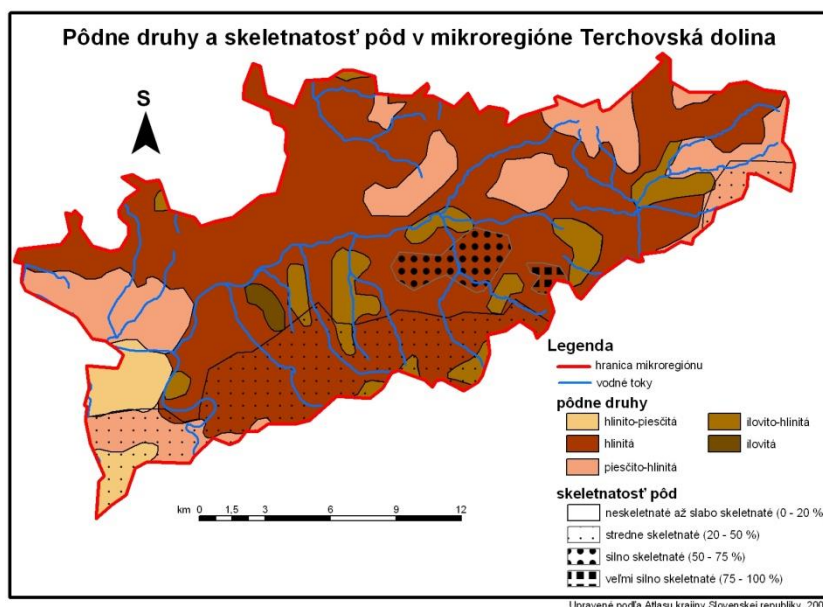 Pôdne druhy a skeletnatosť pôd v mikroregióne Terchovská dolina
S
Legenda
hranica mikroregiónu
vodné toky
pôdne druhy
hlinito-piesčitá
ilovito-hlinitá
hlinitá
ilovitá
piesčito-hlinitá
skeletnatosť pôd
neskeletnaté až slabo skeletnaté (0 - 20 %
stredne skeletnaté (20 - 50 %)
silno skeletnaté (50 - 75 %)
veľmi silno skeletnaté (75 - 100 %)
km 0 1,5 3 6 9 12
Upravené podľa Atlasu krajiny Slovenskej republiky, 200